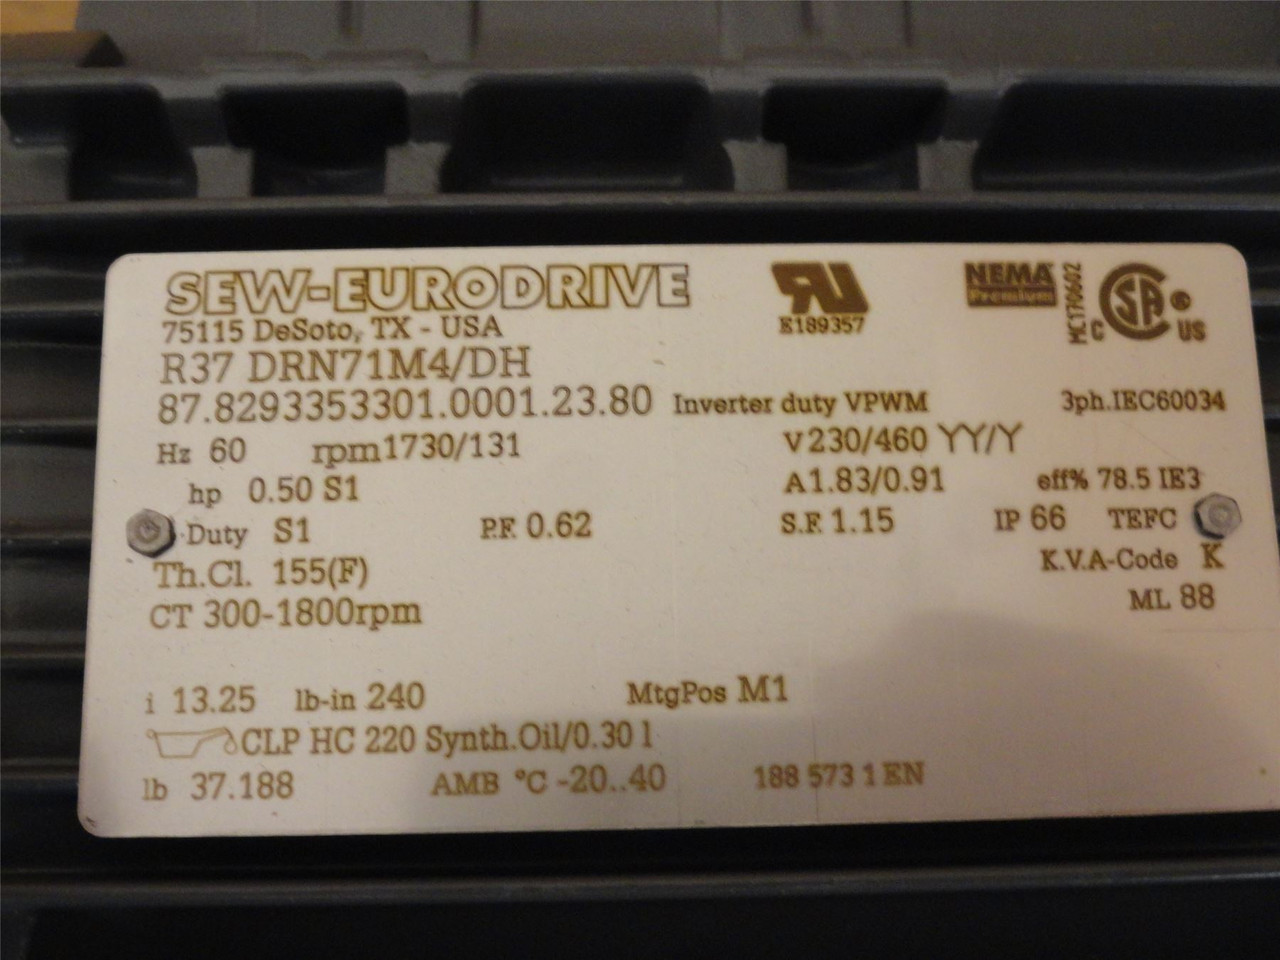 SEW-EURODRIVE
75115 DeSoto, TX - USA
E189357
NEMA
Premium
MC170602
C SA US
R37 DRN71M4/DH
87.8293353301.0001.23.80 Inverter duty VPWM 3ph.IEC60034
Hz 60 rpm1730/131 V230/460 YY/Y
hp 0.50 S1 A1.83/0.91 eff% 78.5 IE3
Duty S1 P.F. 0.62 S.F. 1.15 IP 66 TEFC
Th.Cl. 155(F) K.V.A-Code K
CT 300-1800rpm ML 88
i 13.25 lb-in 240 MtgPos M1
CLP HC 220 Synth.Oil/0.30 l
lb 37.188 AMB °C -20..40 188 573 1 EN